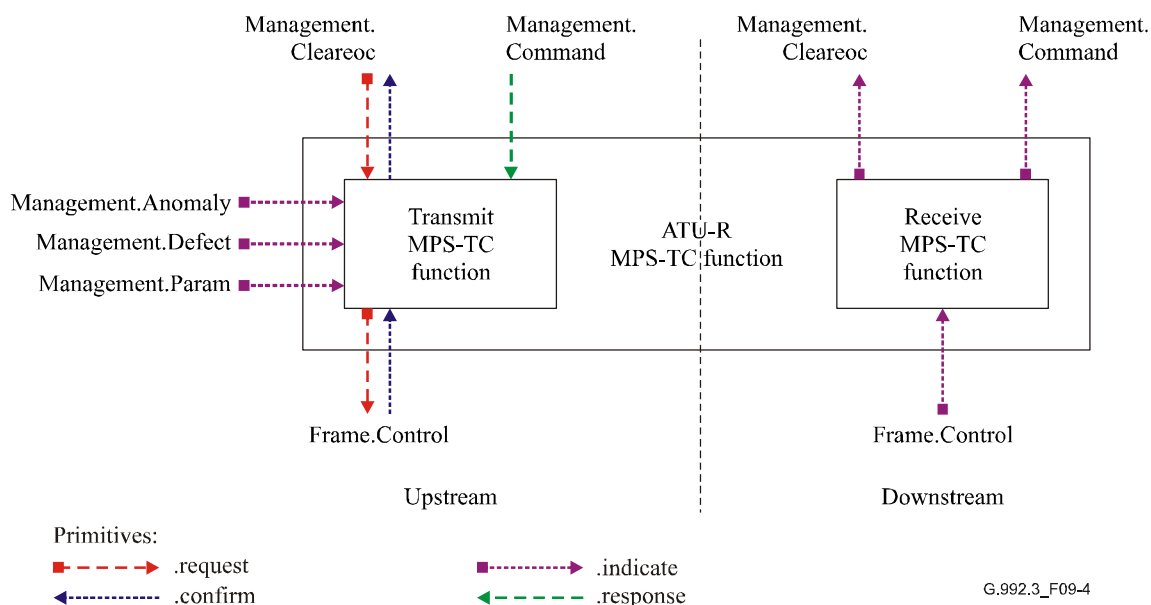 Management.
Cleareoc
Management.
Command
Management.
Cleareoc
Management.
Command
Management.Anomaly
Management.Defect
Management.Param
Transmit
MPS-TC
function
ATU-R
MPS-TC function
Receive
MPS-TC
function
Frame.Control
Frame.Control
Upstream
Downstream
Primitives:
.request
.confirm
.indicate
.response
G.992.3_F09-4